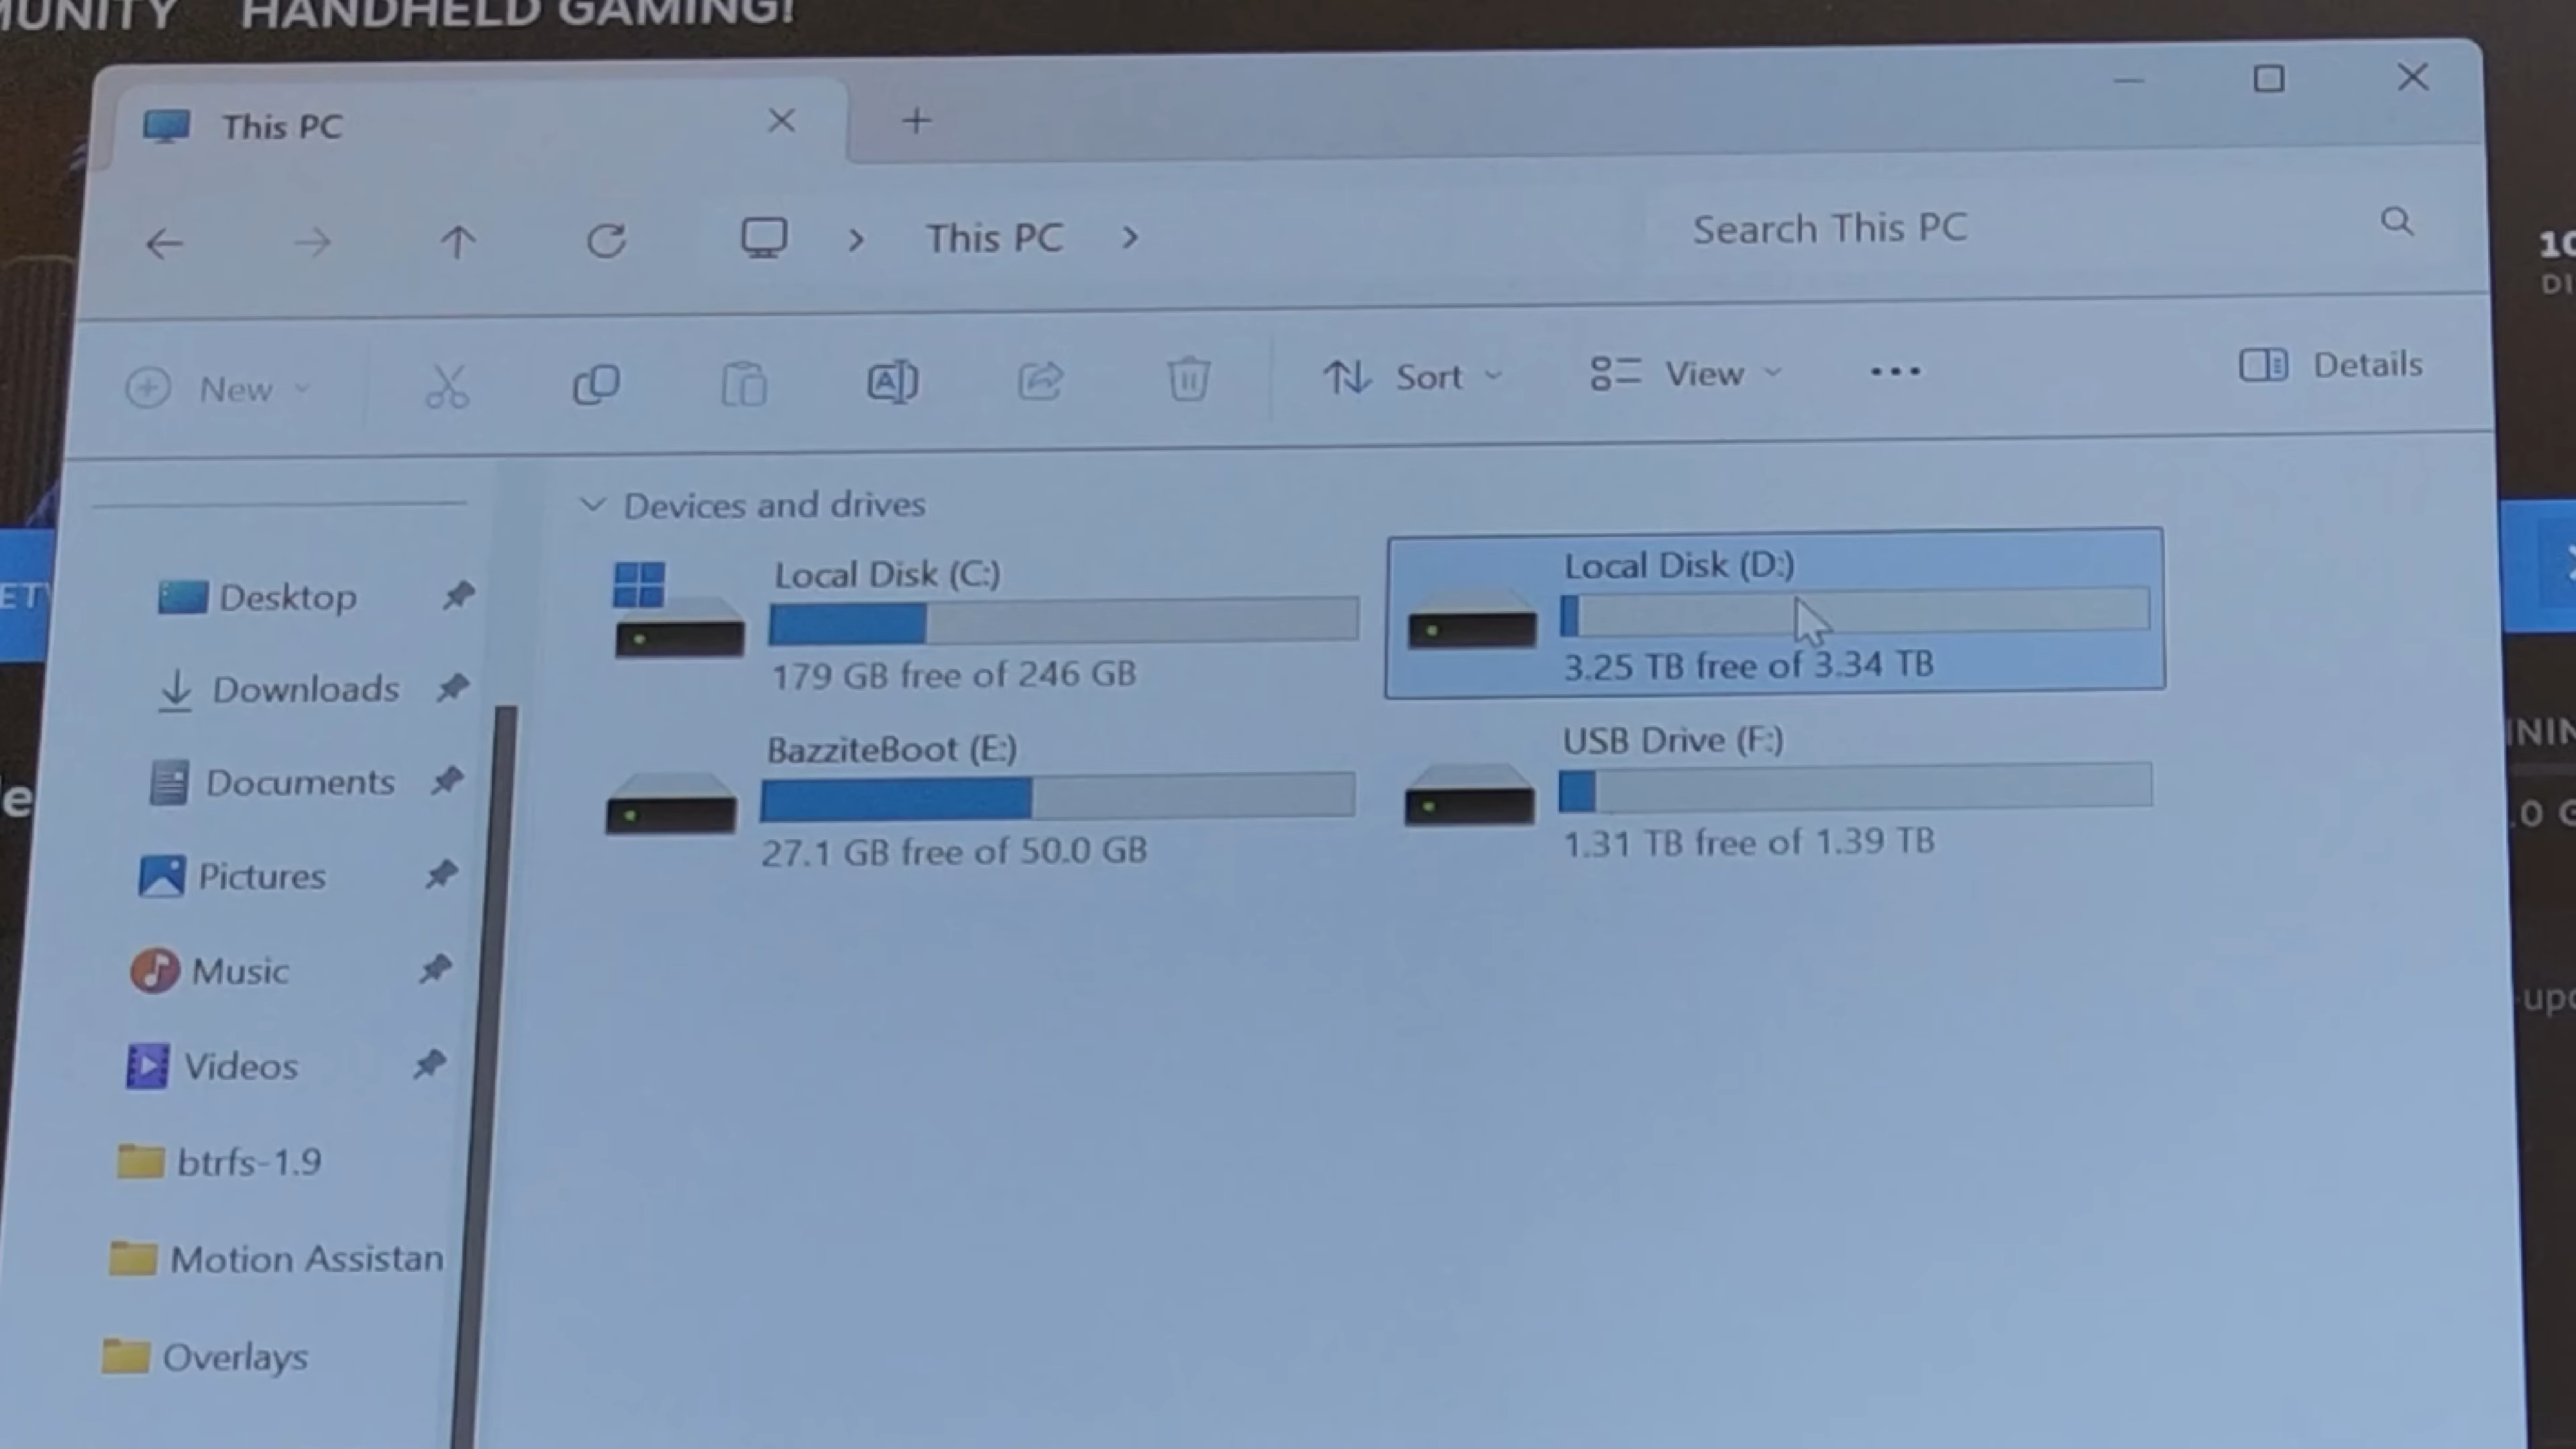 MUNITY HANDHELD GAMING!
This PC
This PC
Search This PC
New
Sort
View
Details
Devices and drives
Local Disk (C:)
179 GB free of 246 GB
Local Disk (D:)
3.25 TB free of 3.34 TB
BazziteBoot (E:)
27.1 GB free of 50.0 GB
USB Drive (F:)
1.31 TB free of 1.39 TB
Desktop
Downloads
Documents
Pictures
Music
Videos
btrfs-1.9
Motion Assistan
Overlays